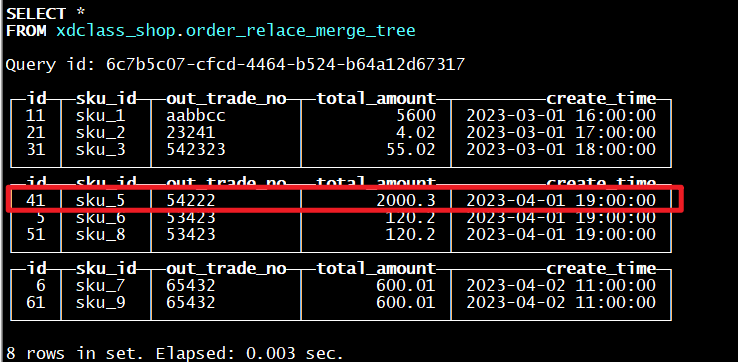 SELECT *
FROM xdclass_shop.order_relace_merge_tree
Query id: 6c7b5c07-cfcd-4464-b524-b64a12d67317
id sku_id out_trade_no total_amount create_time
11 sku_1 aabbcc 5600 2023-03-01 16:00:00
21 sku_2 23241 4.02 2023-03-01 17:00:00
31 sku_3 542323 55.02 2023-03-01 18:00:00
id sku_id out_trade_no total_amount create_time
41 sku_5 54222 2000.3 2023-04-01 19:00:00
5 sku_6 53423 120.2 2023-04-01 19:00:00
51 sku_8 53423 120.2 2023-04-01 19:00:00
id sku_id out_trade_no total_amount create_time
6 sku_7 65432 600.01 2023-04-02 11:00:00
61 sku_9 65432 600.01 2023-04-02 11:00:00
8 rows in set. Elapsed: 0.003 sec.